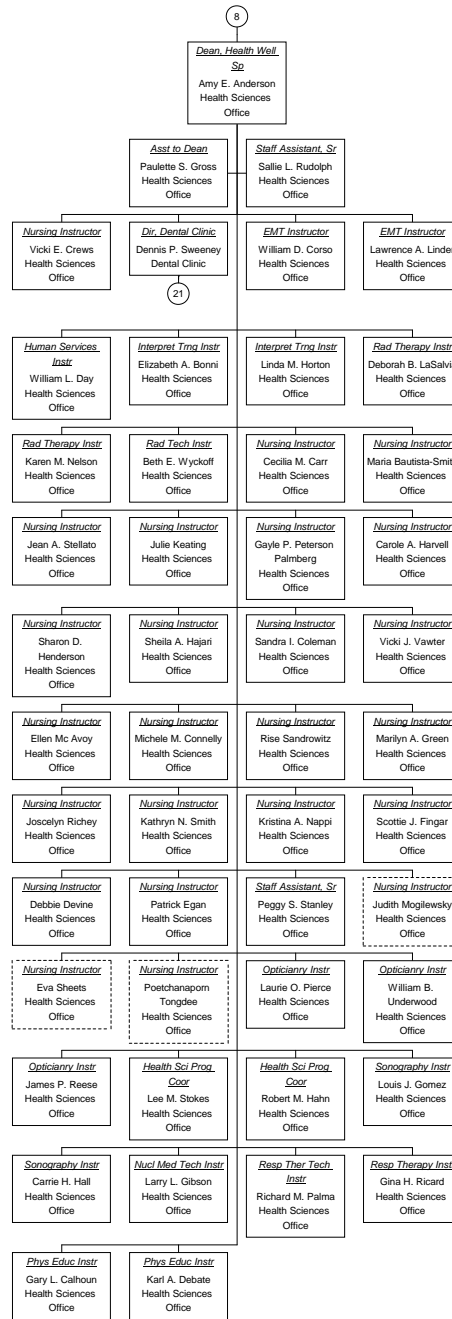 8
Dean, Health Well
Sp
Amy E. Anderson
Health Sciences
Office
Asst to Dean
Paulette S. Gross
Health Sciences
Office
Staff Assistant, Sr
Sallie L. Rudolph
Health Sciences
Office
Nursing Instructor
Vicki E. Crews
Health Sciences
Office
Dir, Dental Clinic
Dennis P. Sweeney
Dental Clinic
21
EMT Instructor
William D. Corso
Health Sciences
Office
EMT Instructor
Lawrence A. Linder
Health Sciences
Office
Human Services
Instr
William L. Day
Health Sciences
Office
Interpret Trng Instr
Elizabeth A. Bonni
Health Sciences
Office
Interpret Trng Instr
Linda M. Horton
Health Sciences
Office
Rad Therapy Instr
Deborah B. LaSalvi
Health Sciences
Office
Rad Therapy Instr
Karen M. Nelson
Health Sciences
Office
Rad Tech Instr
Beth E. Wyckoff
Health Sciences
Office
Nursing Instructor
Cecilia M. Carr
Health Sciences
Office
Nursing Instructor
Maria Bautista-Smit
Health Sciences
Office
Nursing Instructor
Jean A. Stellato
Health Sciences
Office
Nursing Instructor
Julie Keating
Health Sciences
Office
Nursing Instructor
Gayle P. Peterson
Palmberg
Health Sciences
Office
Nursing Instructor
Carole A. Harvell
Health Sciences
Office
Nursing Instructor
Sharon D.
Henderson
Health Sciences
Office
Nursing Instructor
Sheila A. Hajari
Health Sciences
Office
Nursing Instructor
Sandra I. Coleman
Health Sciences
Office
Nursing Instructor
Vicki J. Vawter
Health Sciences
Office
Nursing Instructor
Ellen Mc Avoy
Health Sciences
Office
Nursing Instructor
Michele M. Connelly
Health Sciences
Office
Nursing Instructor
Rise Sandrowitz
Health Sciences
Office
Nursing Instructor
Marilyn A. Green
Health Sciences
Office
Nursing Instructor
Joscelyn Richey
Health Sciences
Office
Nursing Instructor
Kathryn N. Smith
Health Sciences
Office
Nursing Instructor
Kristina A. Nappi
Health Sciences
Office
Nursing Instructor
Scottie J. Fingar
Health Sciences
Office
Nursing Instructor
Debbie Devine
Health Sciences
Office
Nursing Instructor
Patrick Egan
Health Sciences
Office
Staff Assistant, Sr
Peggy S. Stanley
Health Sciences
Office
Nursing Instructor
Judith Mogilewsky
Health Sciences
Office
Nursing Instructor
Eva Sheets
Health Sciences
Office
Nursing Instructor
Poetchanaporn
Tongdee
Health Sciences
Office
Opticianry Instr
Laurie O. Pierce
Health Sciences
Office
Opticianry Instr
William B.
Underwood
Health Sciences
Office
Opticianry Instr
James P. Reese
Health Sciences
Office
Health Sci Prog
Coor
Lee M. Stokes
Health Sciences
Office
Health Sci Prog
Coor
Robert M. Hahn
Health Sciences
Office
Sonography Instr
Louis J. Gomez
Health Sciences
Office
Sonography Instr
Carrie H. Hall
Health Sciences
Office
Nucl Med Tech Instr
Larry L. Gibson
Health Sciences
Office
Resp Ther Tech
Instr
Richard M. Palma
Health Sciences
Office
Resp Therapy Instr
Gina H. Ricard
Health Sciences
Office
Phys Educ Instr
Gary L. Calhoun
Health Sciences
Office
Phys Educ Instr
Karl A. Debate
Health Sciences
Office